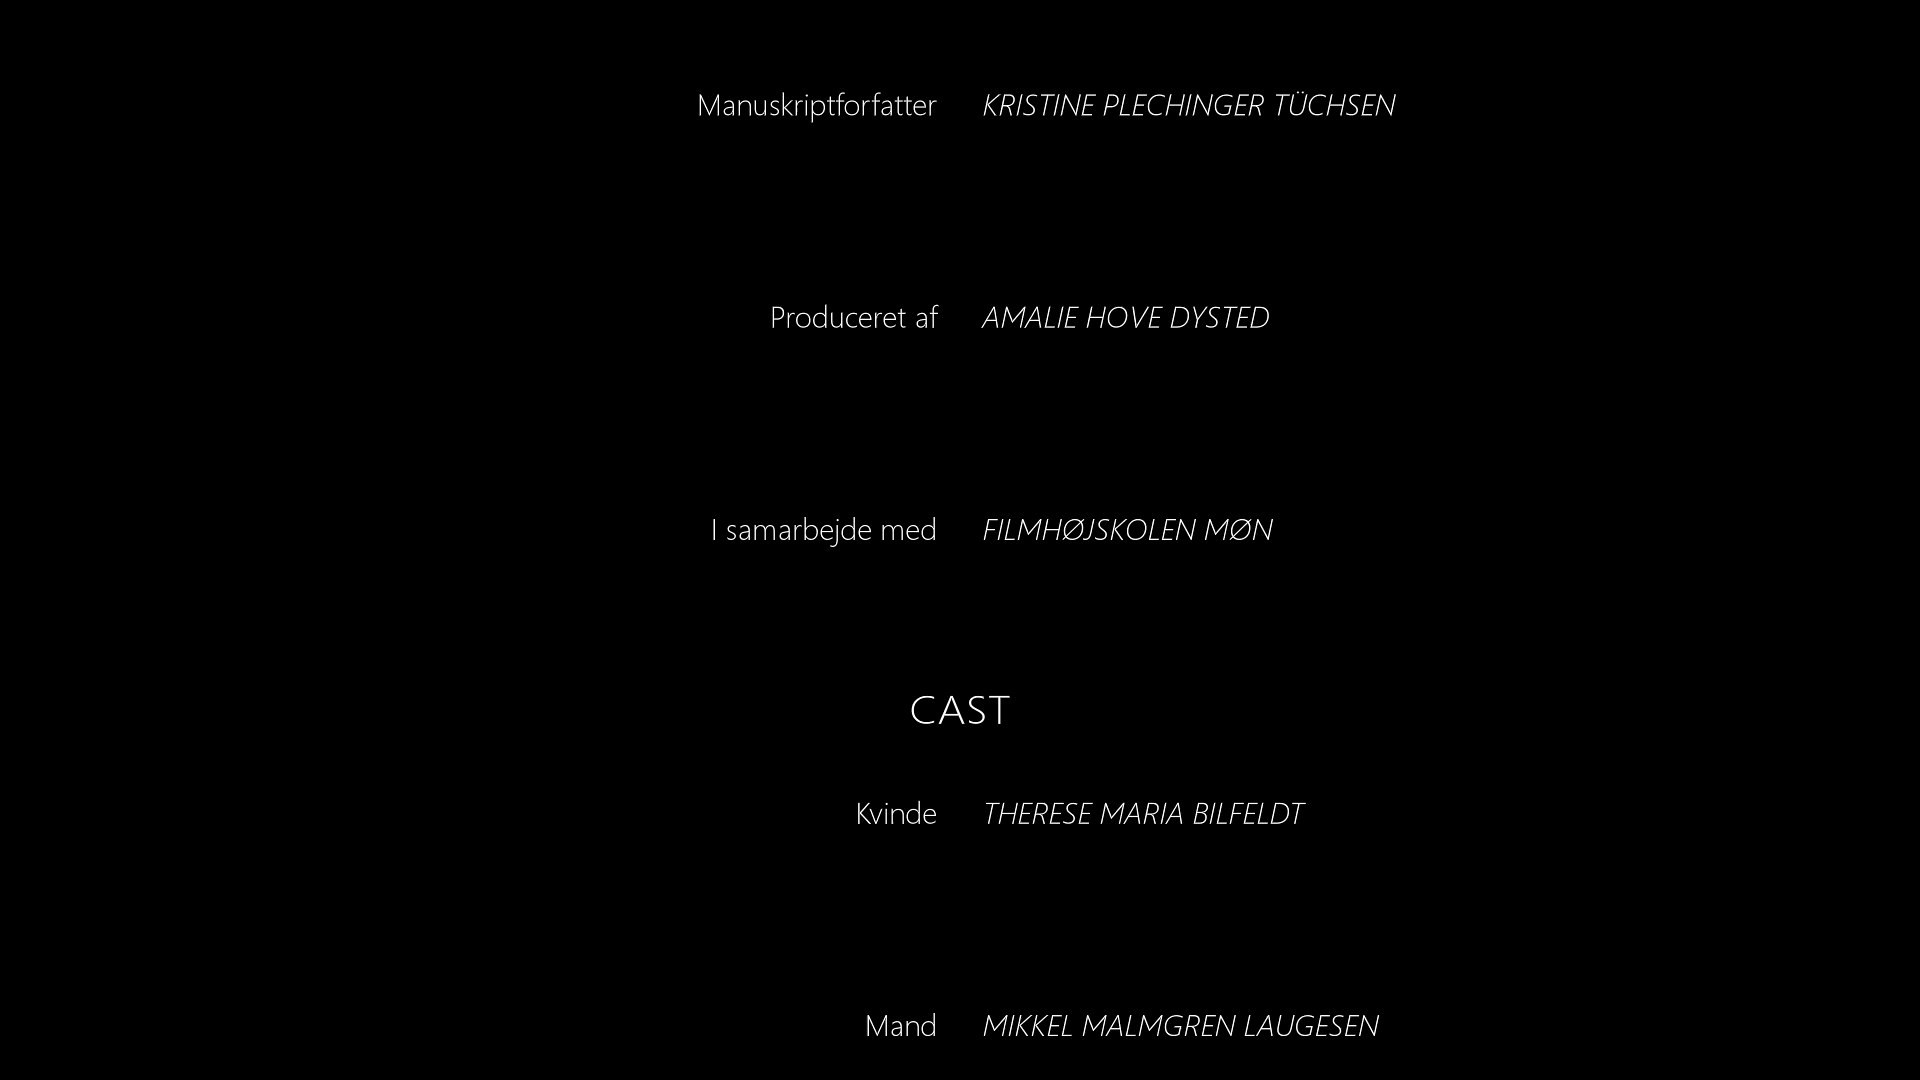 Manuskriptforfatter KRISTINE PLECHINGER TÜCHSEN
Produceret af AMALIE HOVE DYSTED
I samarbejde med FILMHØJSKOLEN MØN
CAST
Kvinde THERESE MARIA BILFELDT
Mand MIKKEL MALMGREN LAUGESEN